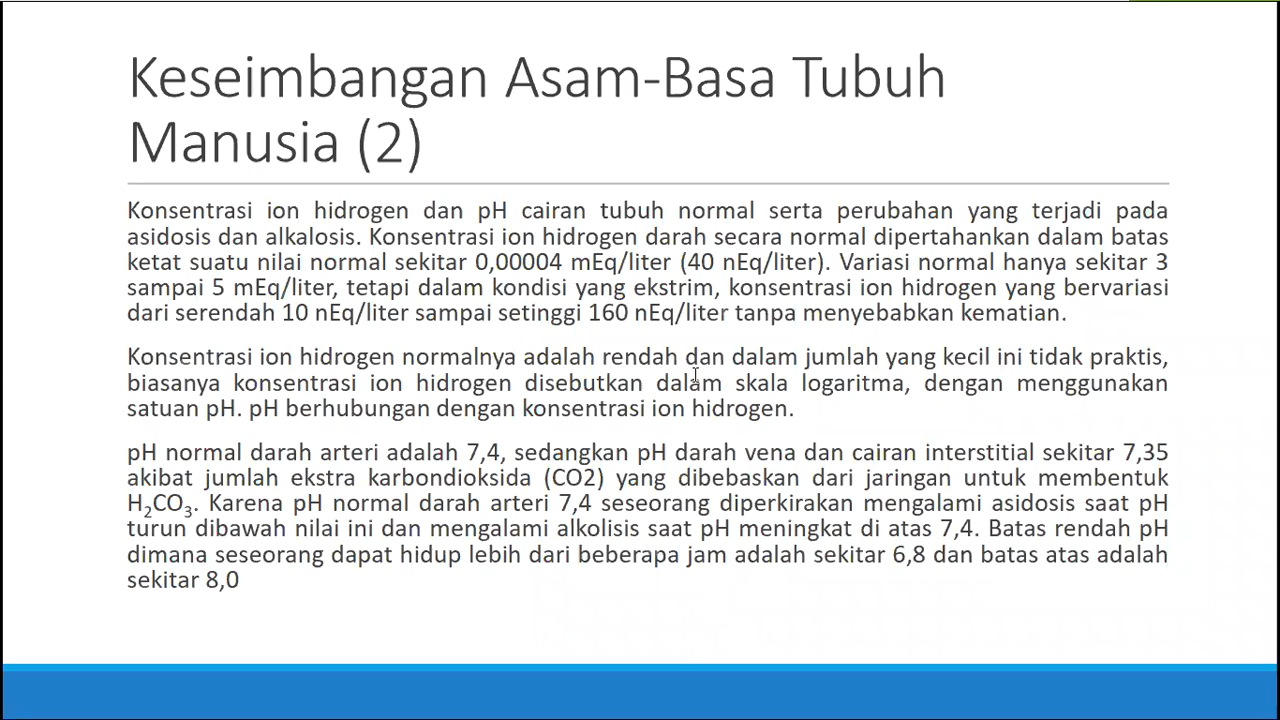 Keseimbangan Asam-Basa Tubuh
Manusia (2)
Konsentrasi ion hidrogen dan pH cairan tubuh normal serta perubahan yang terjadi pada
asidosis dan alkalosis. Konsentrasi ion hidrogen darah secara normal dipertahankan dalam batas
ketat suatu nilai normal sekitar 0,00004 mEq/liter (40 nEq/liter). Variasi normal hanya sekitar 3
sampai 5 mEq/liter, tetapi dalam kondisi yang ekstrim, konsentrasi ion hidrogen yang bervariasi
dari serendah 10 nEq/liter sampai setinggi 160 nEq/liter tanpa menyebabkan kematian.
Konsentrasi ion hidrogen normalnya adalah rendah dan dalam jumlah yang kecil ini tidak praktis,
biasanya konsentrasi ion hidrogen disebutkan dalam skala logaritma, dengan menggunakan
satuan pH. pH berhubungan dengan konsentrasi ion hidrogen.
pH normal darah arteri adalah 7,4, sedangkan pH darah vena dan cairan interstitial sekitar 7,35
akibat jumlah ekstra karbondioksida (CO2) yang dibebaskan dari jaringan untuk membentuk
H₂CO₃. Karena pH normal darah arteri 7,4 seseorang diperkirakan mengalami asidosis saat pH
turun dibawah nilai ini dan mengalami alkolisis saat pH meningkat di atas 7,4. Batas rendah pH
dimana seseorang dapat hidup lebih dari beberapa jam adalah sekitar 6,8 dan batas atas adalah
sekitar 8,0